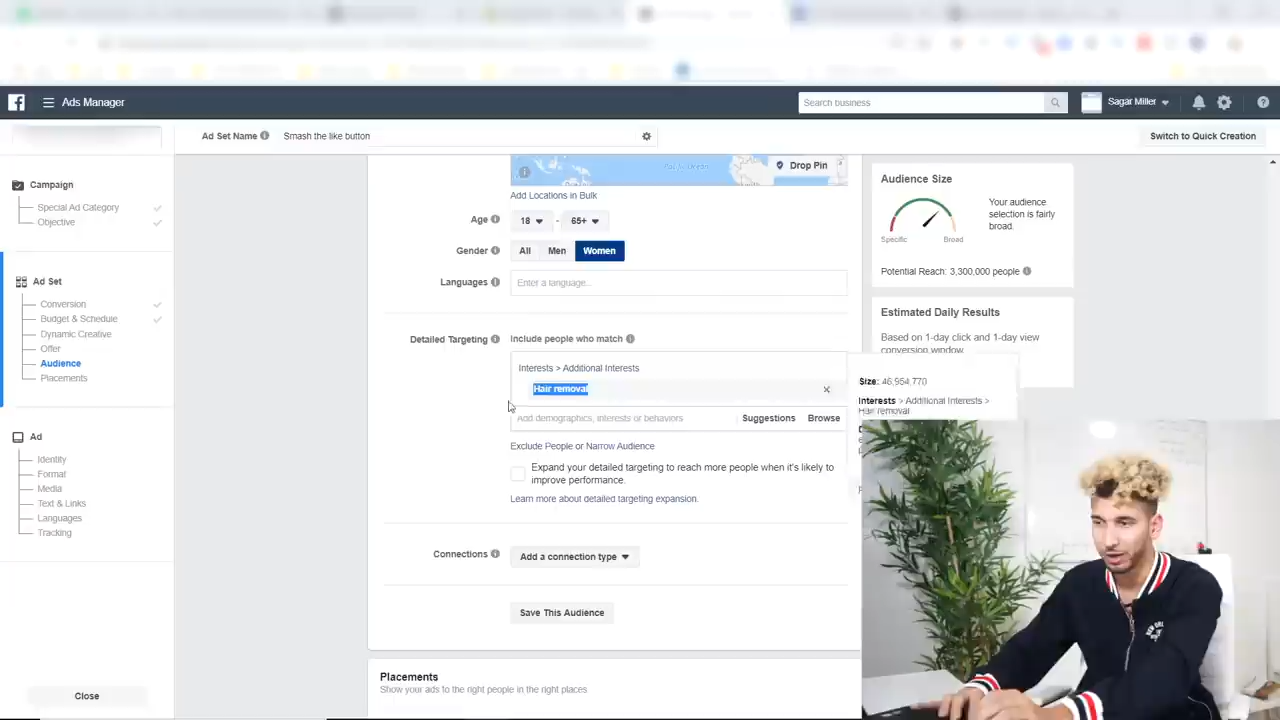 Ads Manager
Search business
Sagar Miller
Ad Set Name
Smash the like button
Switch to Quick Creation
Campaign
Special Ad Category
Objective
Ad Set
Conversion
Budget & Schedule
Dynamic Creative
Offer
Audience
Placements
Ad
Identity
Format
Media
Text & Links
Languages
Tracking
Close
Drop Pin
Add Locations in Bulk
Age
18 - 65+
Gender
All Men Women
Languages
Enter a language...
Detailed Targeting
Include people who match
Interests > Additional Interests
Hair removal
Add demographics, interests or behaviors
Suggestions
Browse
Exclude People or Narrow Audience
Expand your detailed targeting to reach more people when it's likely to
improve performance.
Learn more about detailed targeting expansion.
Connections
Add a connection type
Save This Audience
Placements
Show your ads to the right people in the right places
Audience Size
Your audience
selection is fairly
broad.
Specific
Broad
Potential Reach: 3,300,000 people
Estimated Daily Results
Based on 1-day click and 1-day view
conversion window
Size: 46,954,770
Interests > Additional Interests >
Hair removal
NEW ORL